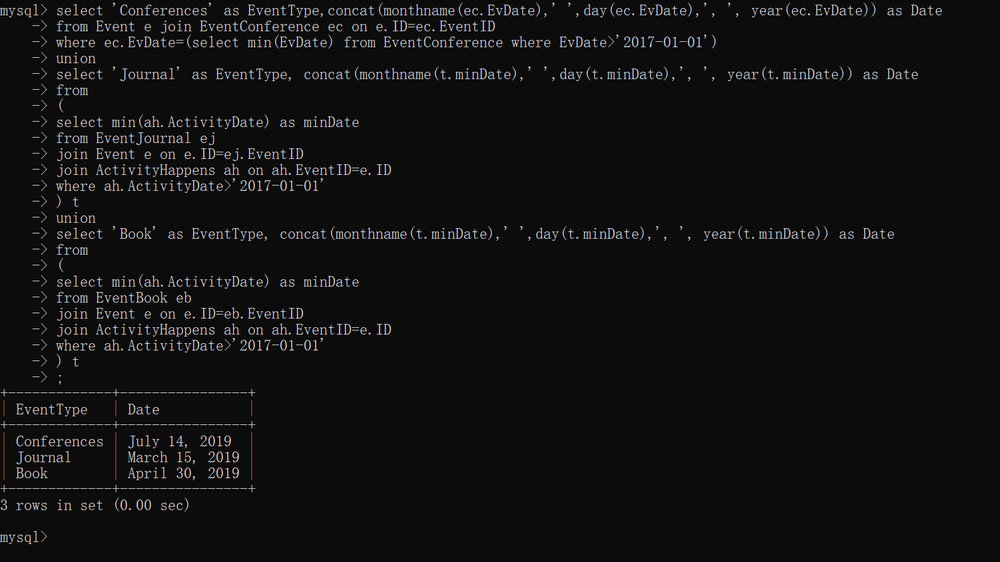 mysql> select 'Conferences' as EventType,concat(monthname(ec.EvDate),' ',day(ec.EvDate),', ', year(ec.EvDate)) as Date
    -> from Event e join EventConference ec on e.ID=ec.EventID
    -> where ec.EvDate=(select min(EvDate) from EventConference where EvDate>'2017-01-01')
    -> union
    -> select 'Journal' as EventType, concat(monthname(t.minDate),' ',day(t.minDate),', ', year(t.minDate)) as Date
    -> from
    -> (
    -> select min(ah.ActivityDate) as minDate
    -> from EventJournal ej
    -> join Event e on e.ID=ej.EventID
    -> join ActivityHappens ah on ah.EventID=e.ID
    -> where ah.ActivityDate>'2017-01-01'
    -> ) t
    -> union
    -> select 'Book' as EventType, concat(monthname(t.minDate),' ',day(t.minDate),', ', year(t.minDate)) as Date
    -> from
    -> (
    -> select min(ah.ActivityDate) as minDate
    -> from EventBook eb
    -> join Event e on e.ID=eb.EventID
    -> join ActivityHappens ah on ah.EventID=e.ID
    -> where ah.ActivityDate>'2017-01-01'
    -> ) t
    -> ;
+-------------+----------------+
| EventType   | Date           |
+-------------+----------------+
| Conferences | July 14, 2019  |
| Journal     | March 15, 2019 |
| Book        | April 30, 2019 |
+-------------+----------------+
3 rows in set (0.00 sec)
mysql>